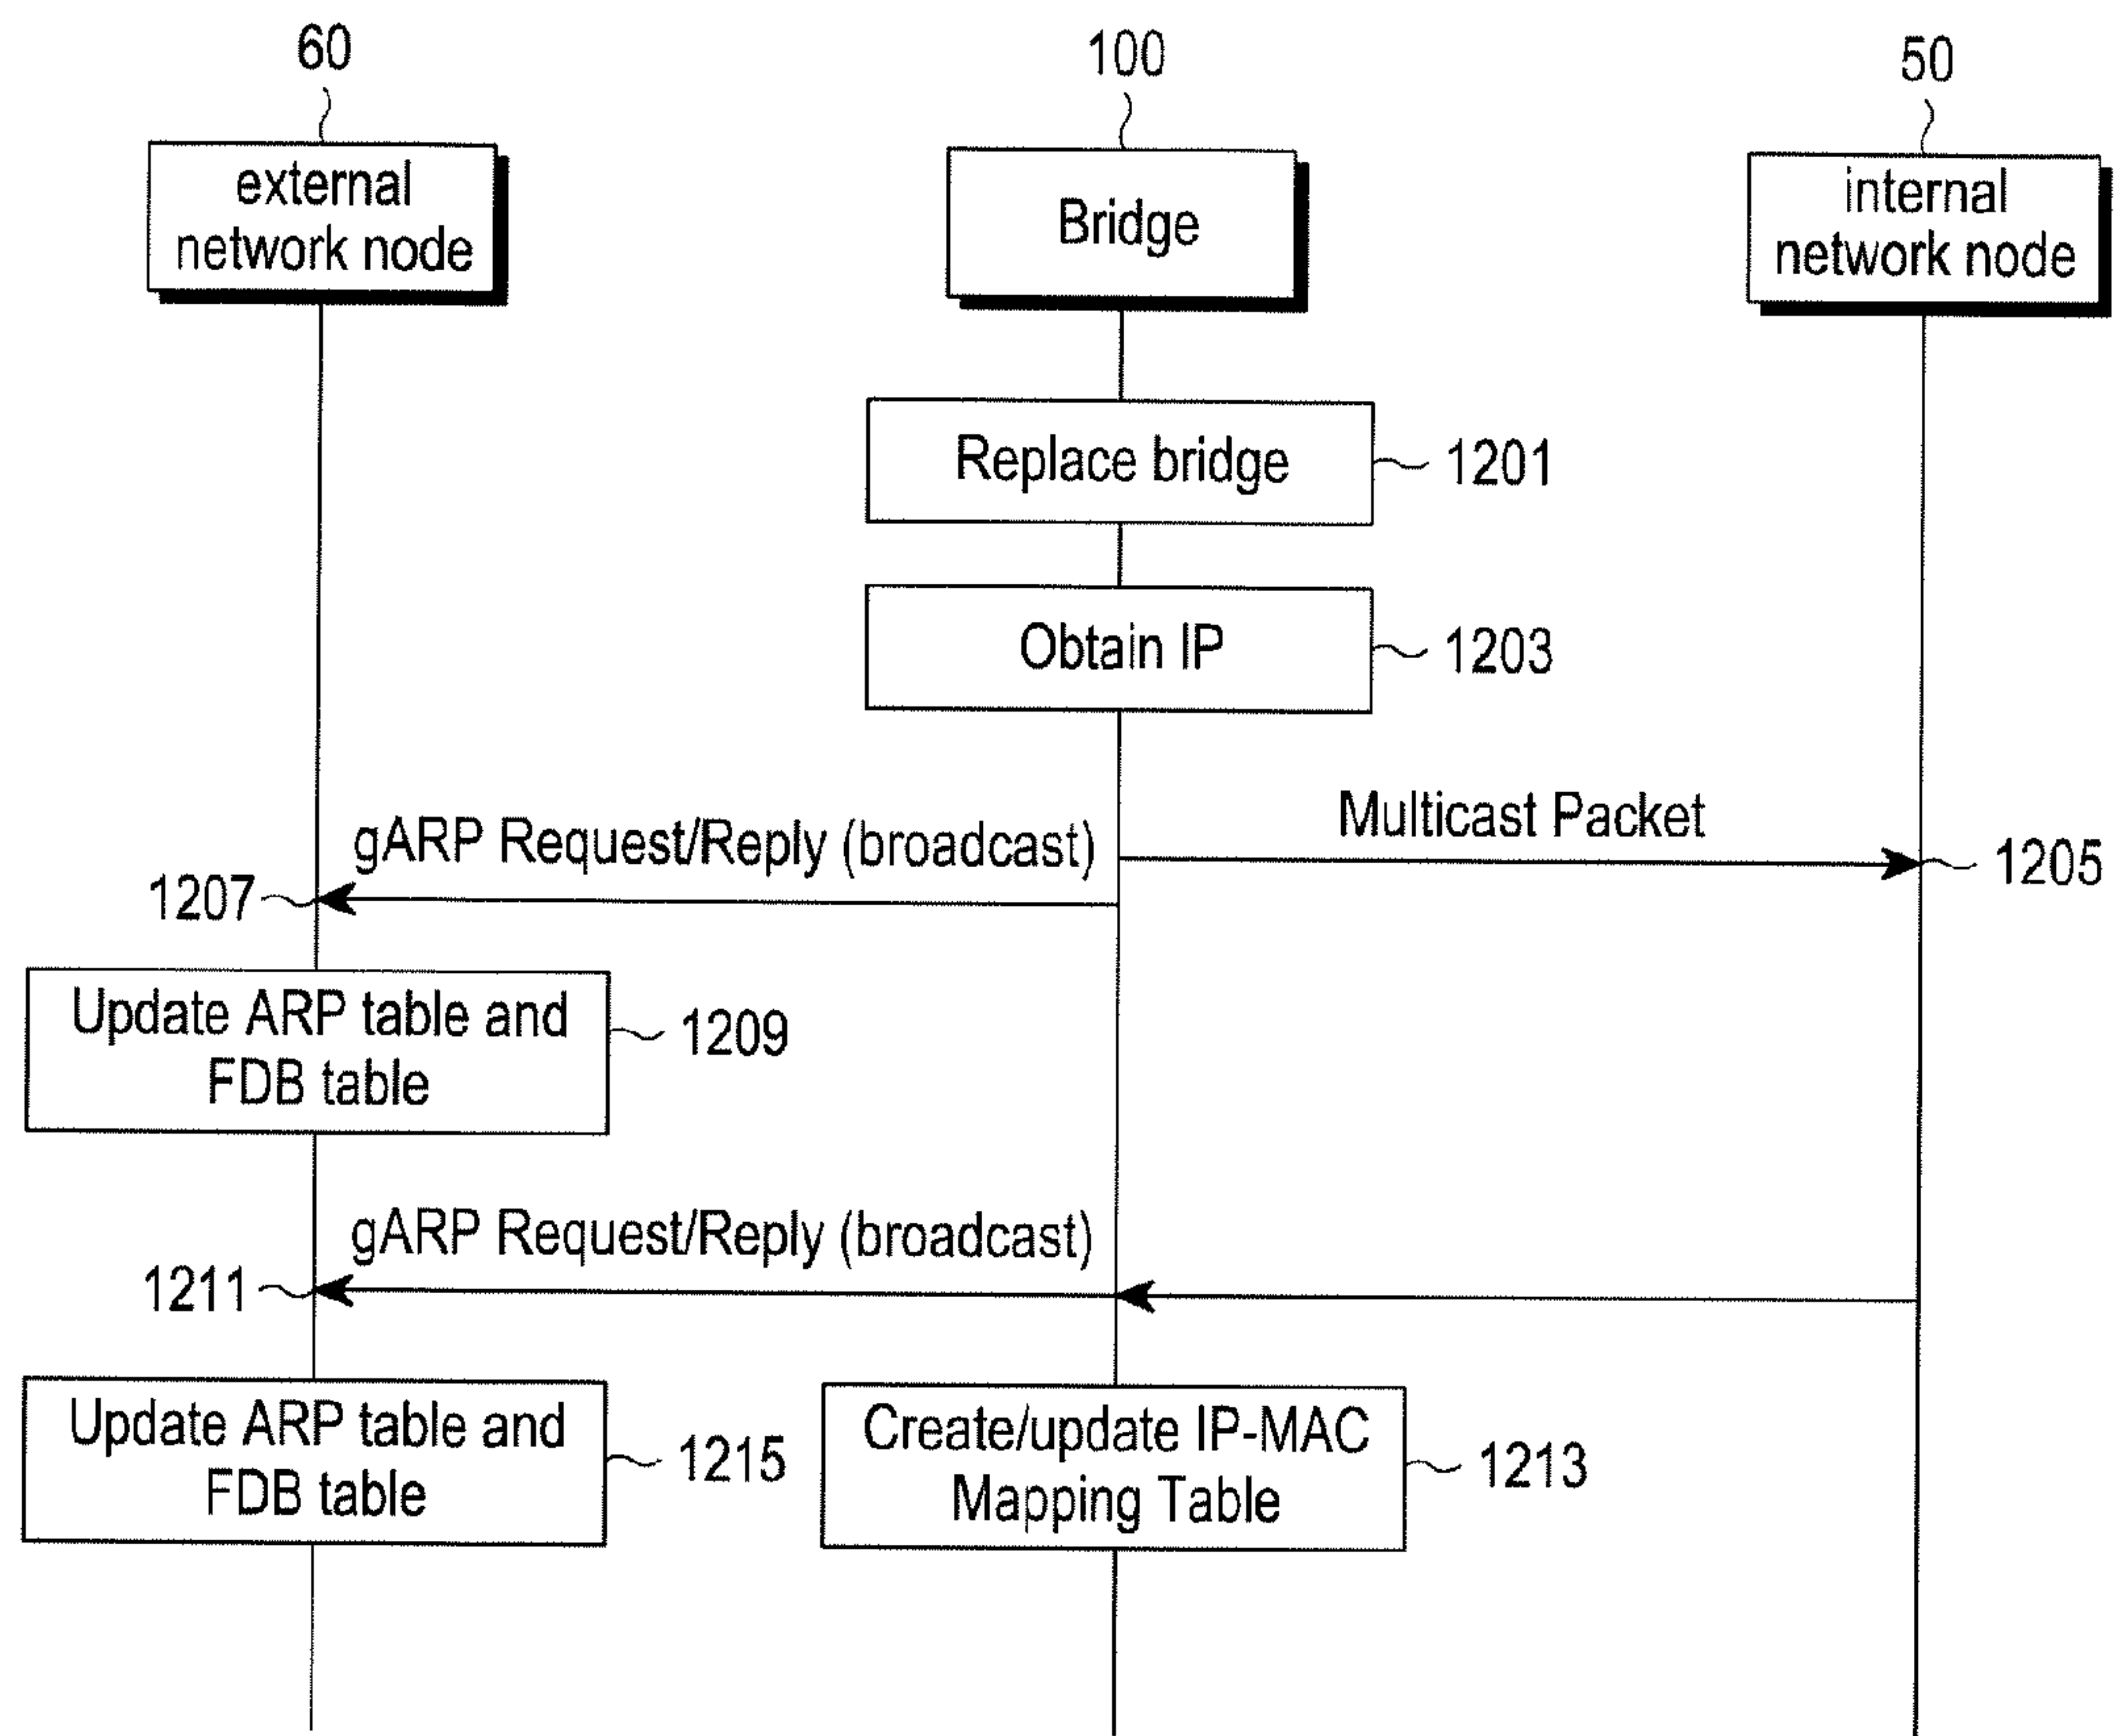 60
100
50
external
network node
Bridge
internal
network node
Replace bridge
1201
Obtain IP
1203
Multicast Packet
gARP Request/Reply (broadcast)
1205
1207
Update ARP table and
FDB table
1209
gARP Request/Reply (broadcast)
1211
Update ARP table and
FDB table
1215
Create/update IP-MAC
Mapping Table
1213